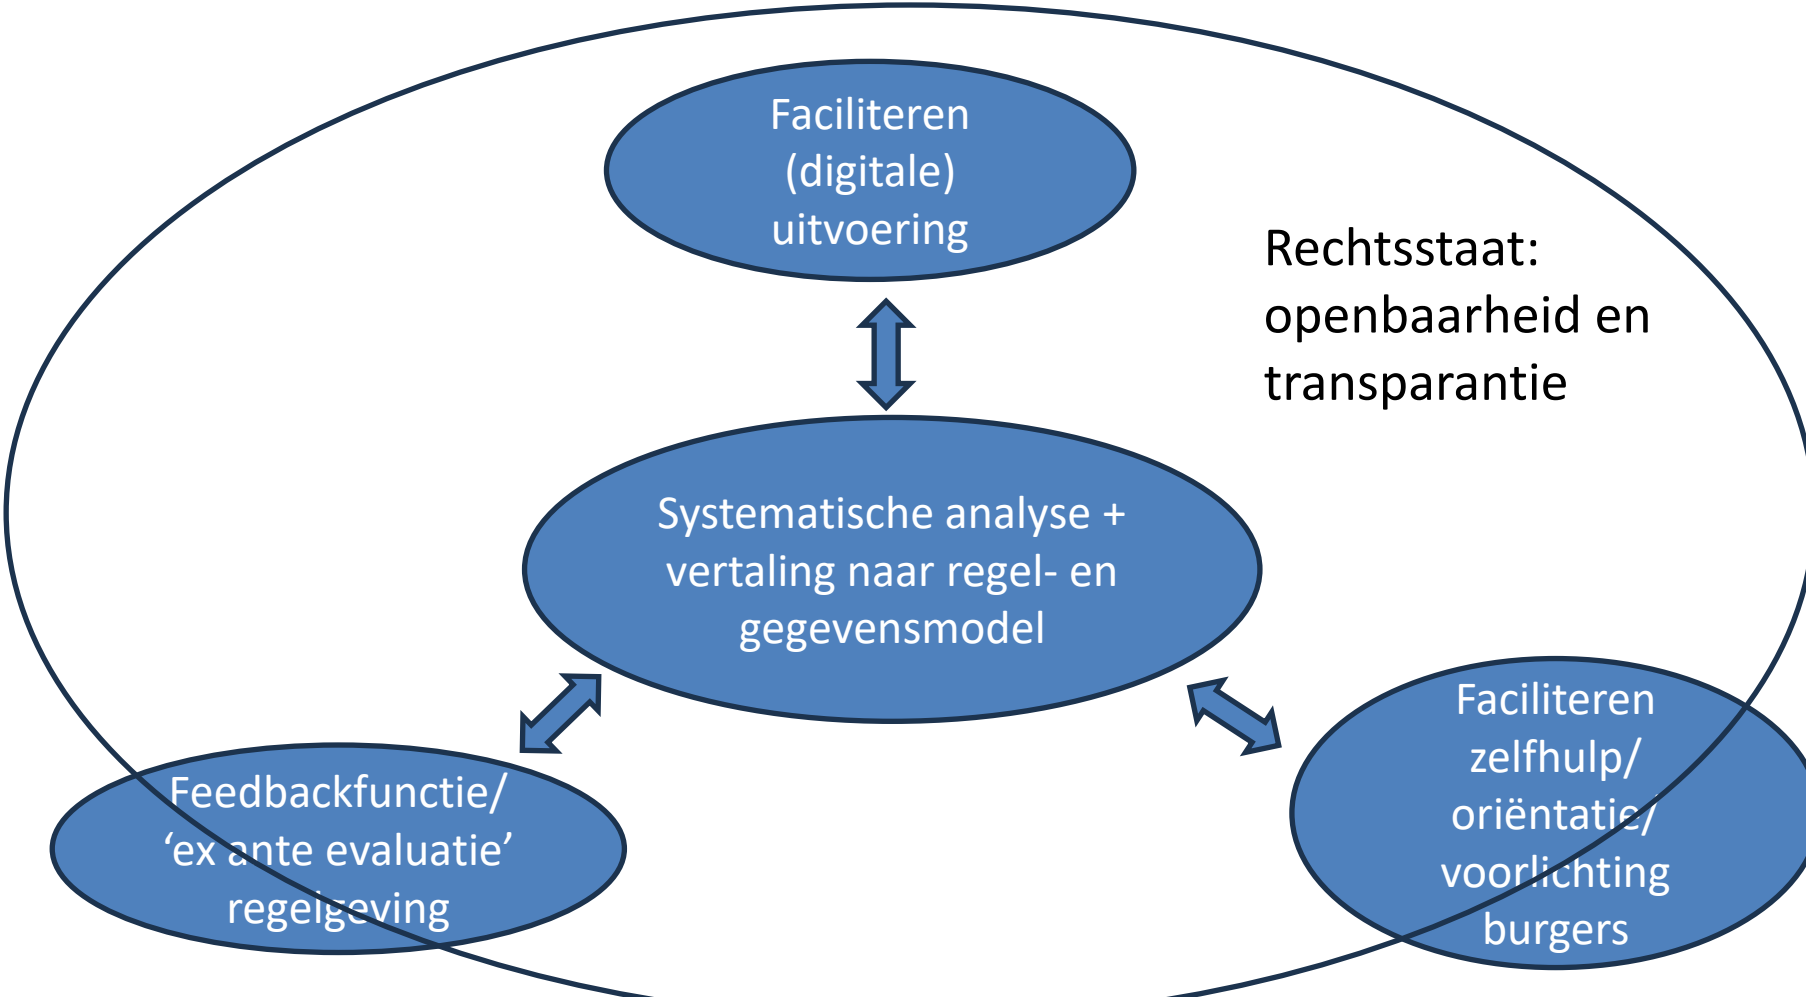 Faciliteren
(digitale)
uitvoering
Rechtsstaat:
openbaarheid en
transparantie
Systematische analyse +
vertaling naar regel- en
gegevensmodel
Feedbackfunctie/
‘ex ante evaluatie’
regelgeving
Faciliteren
zelfhulp/
oriëntatie/
voorlichting
burgers